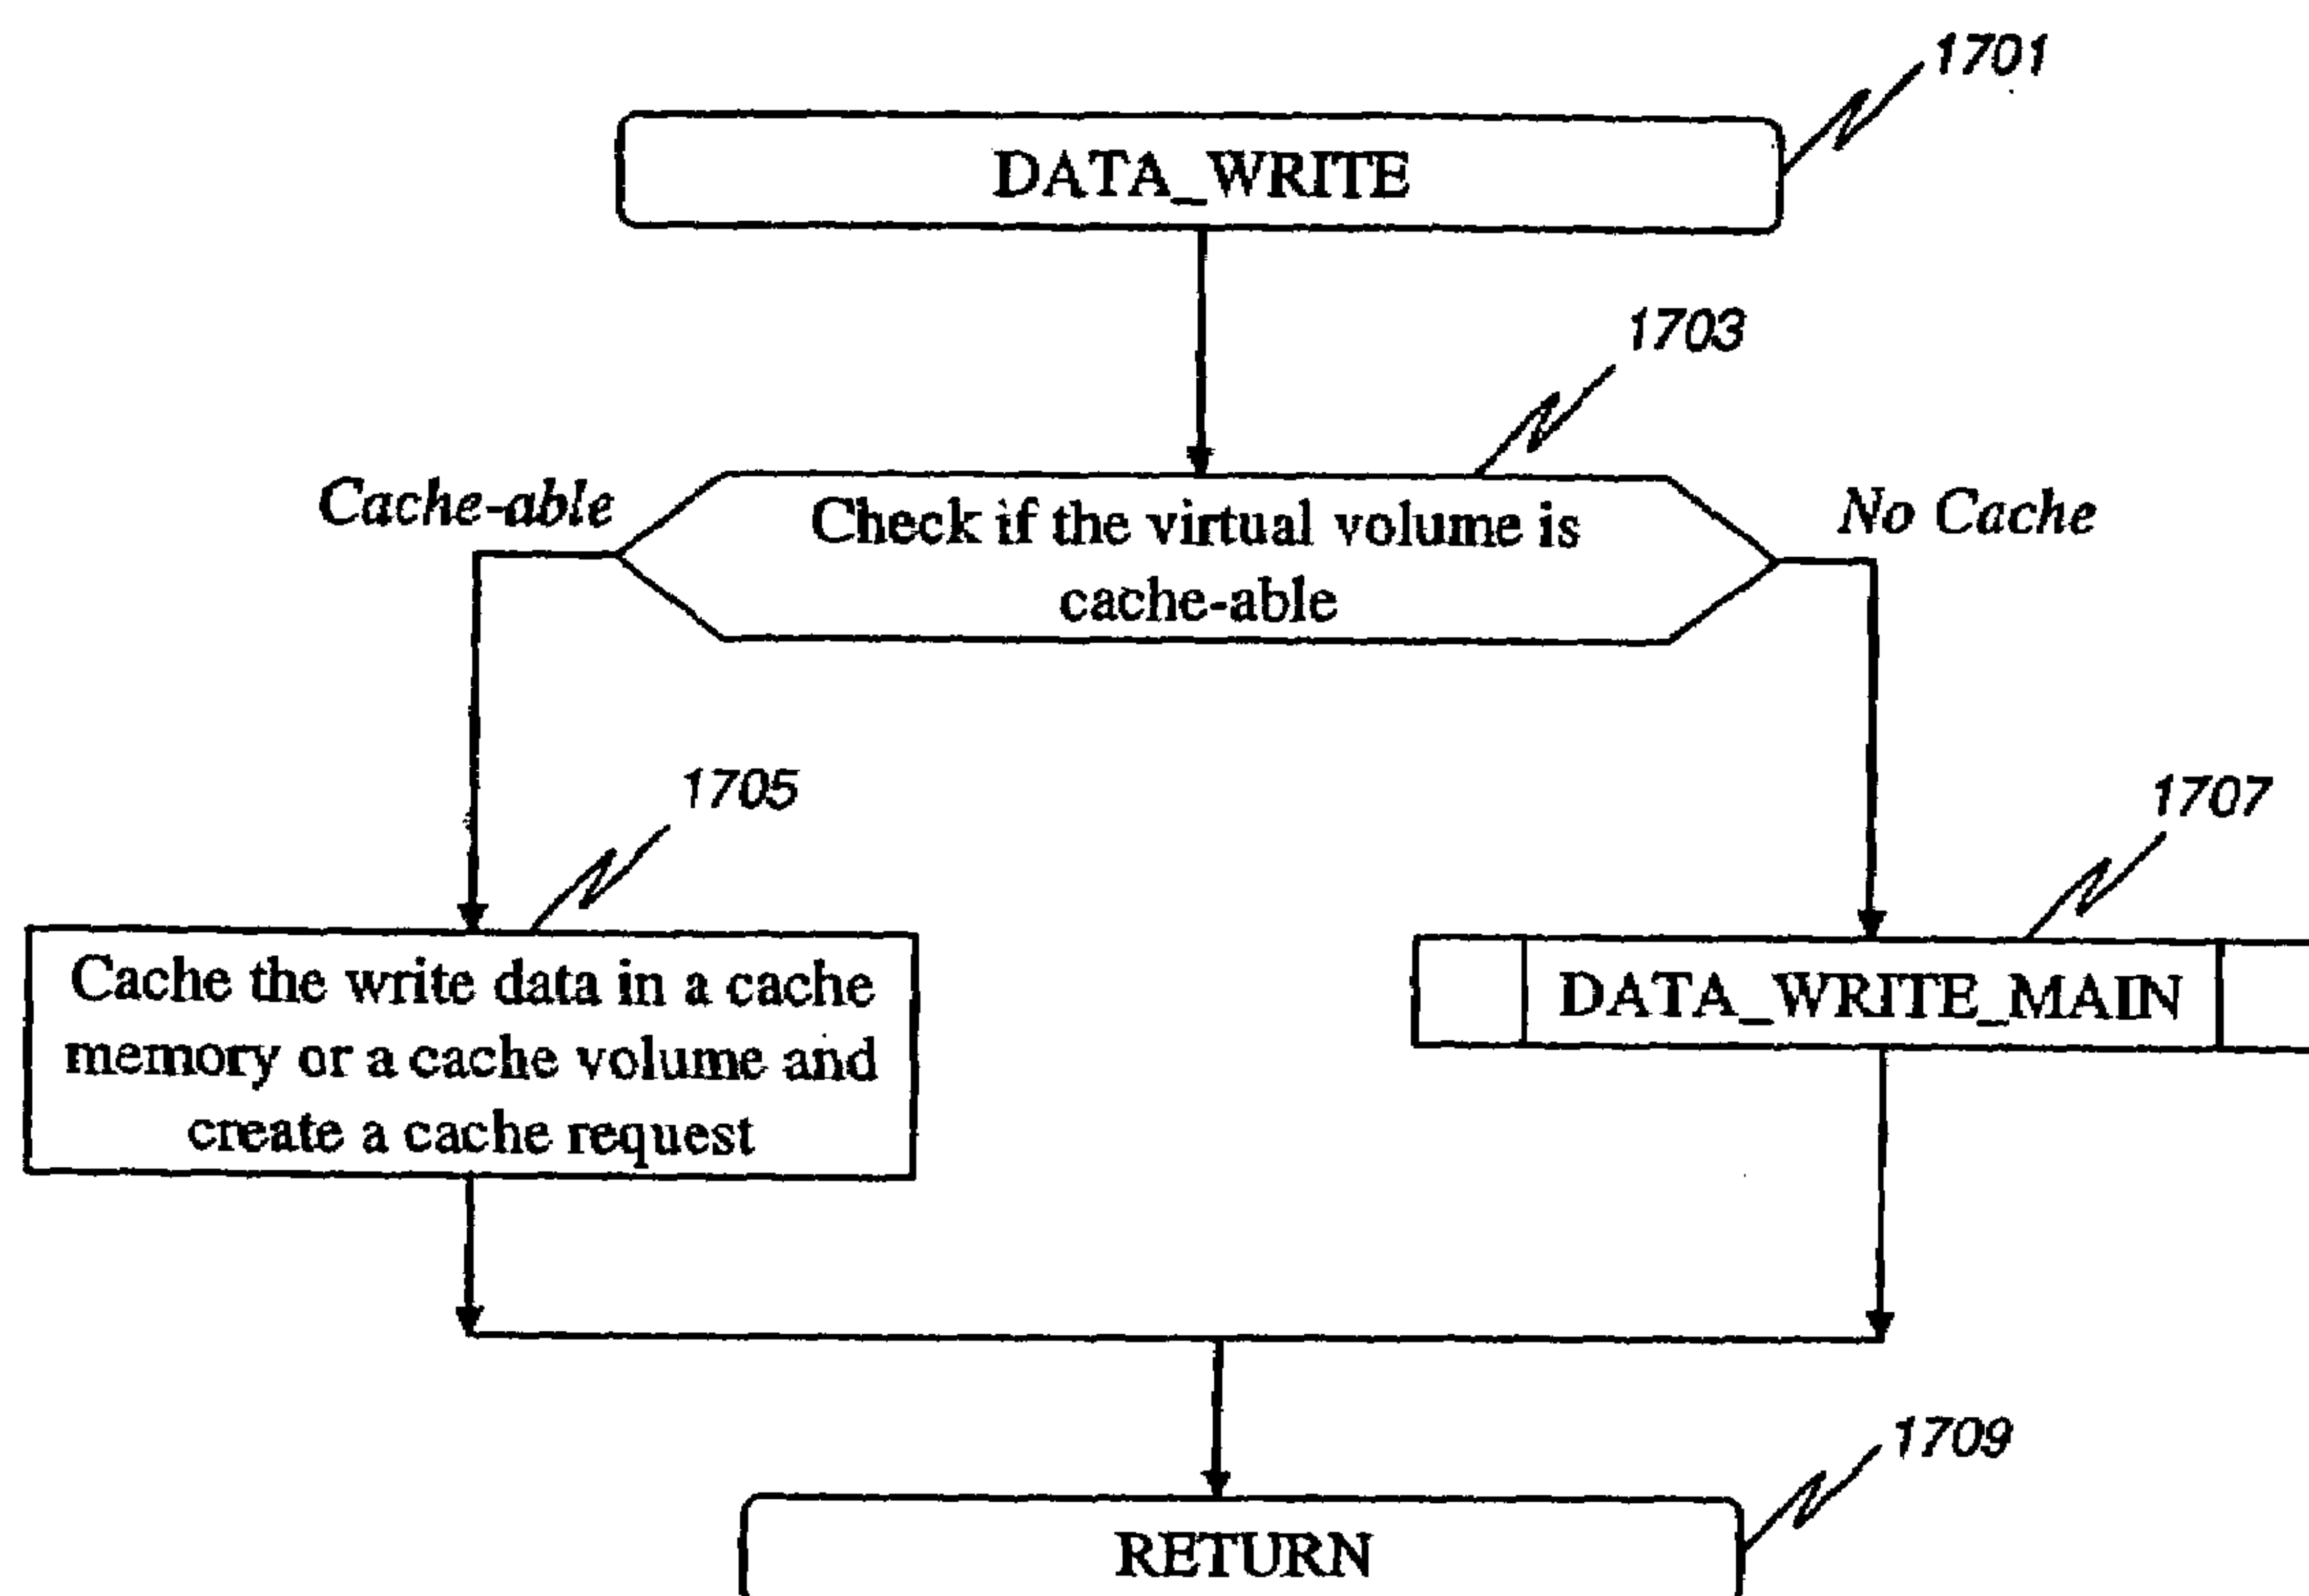 1701
DATA_WRITE
1703
Cache-able
Check if the virtual volume is
cache-able
No Cache
1705
1707
Cache the write data in a cache
memory or a cache volume and
create a cache request
DATA_WRITE_MAIN
1709
RETURN